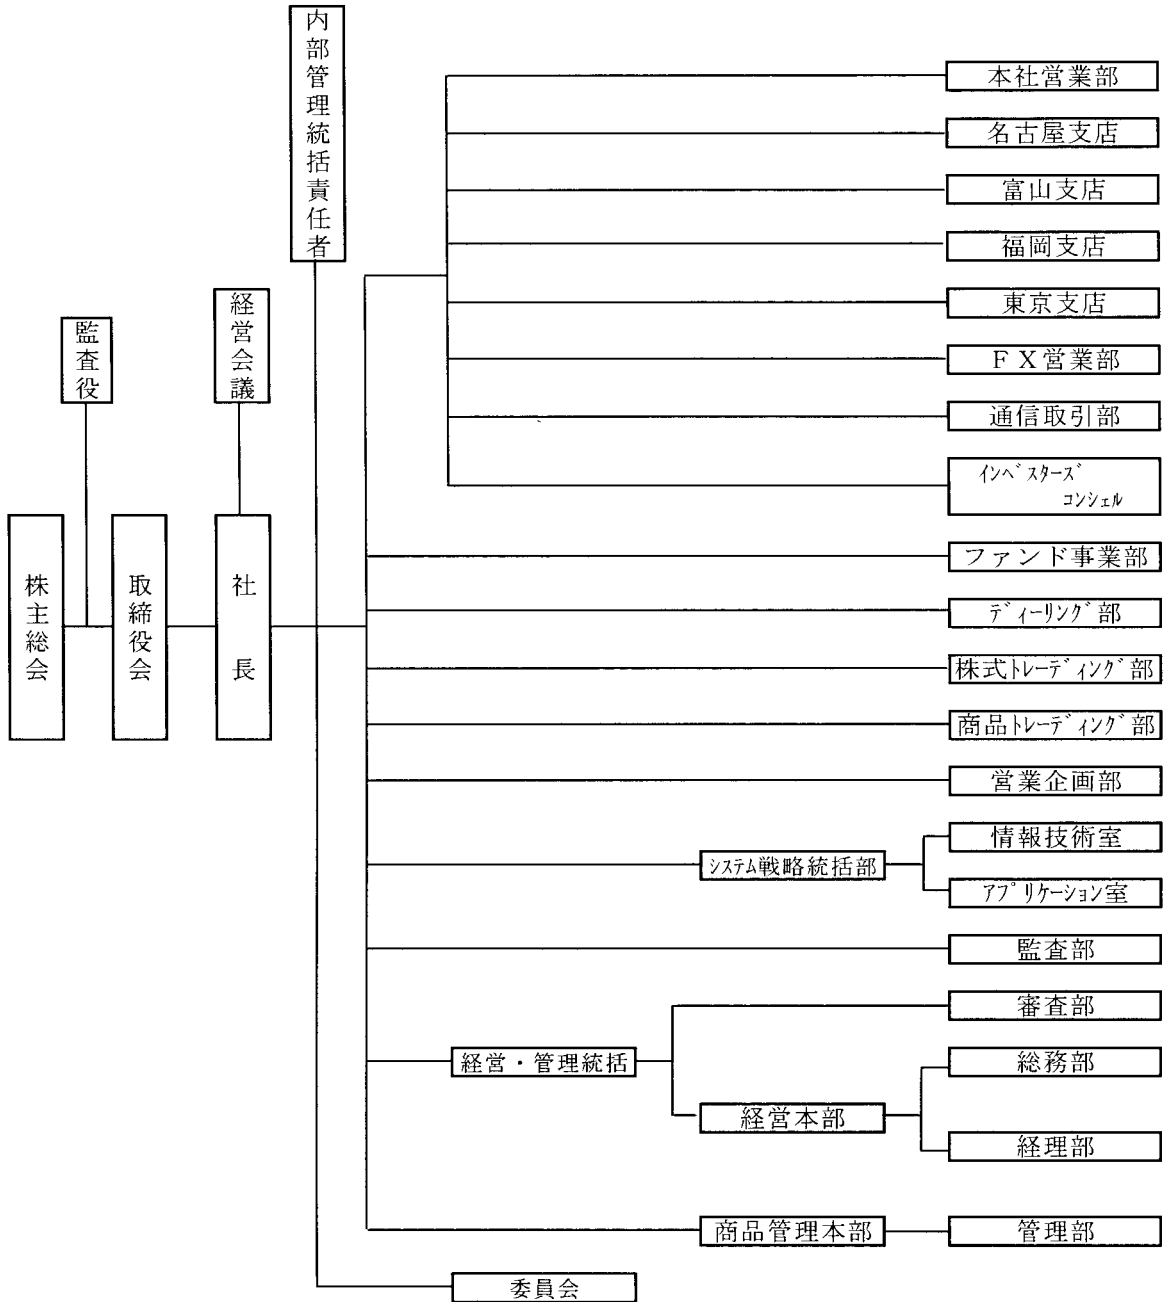 内部管理統括責任者
経営会議
監査役
株主総会
取締役会
社長
本社営業部
名古屋支店
富山支店
福岡支店
東京支店
ＦＸ営業部
通信取引部
ｲﾝﾍﾞｽﾀｰｽﾞ
ｺﾝｼｪﾙ
ファンド事業部
ﾃﾞｨｰﾘﾝｸﾞ部
株式ﾄﾚｰﾃﾞｨﾝｸﾞ部
商品ﾄﾚｰﾃﾞｨﾝｸﾞ部
営業企画部
ｼｽﾃﾑ戦略統括部
情報技術室
ｱﾌﾟﾘｹｰｼｮﾝ室
監査部
審査部
経営・管理統括
総務部
経営本部
経理部
商品管理本部
管理部
委員会